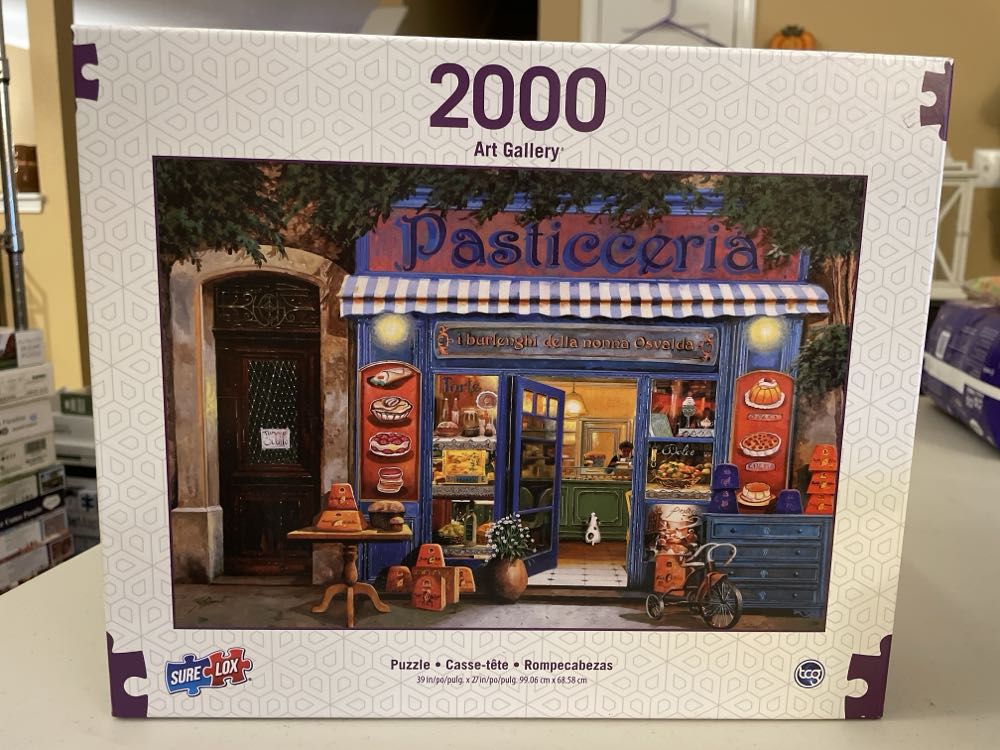 2000
Art Gallery®
Pasticceria
i burlenghi della nonna Osvalda
Torte
Dolci
SURE LOX
Puzzle • Casse-tête • Rompecabezas
39 in/po/pulg. x 27 in/po/pulg. 99.06 cm x 68.58 cm
tcg